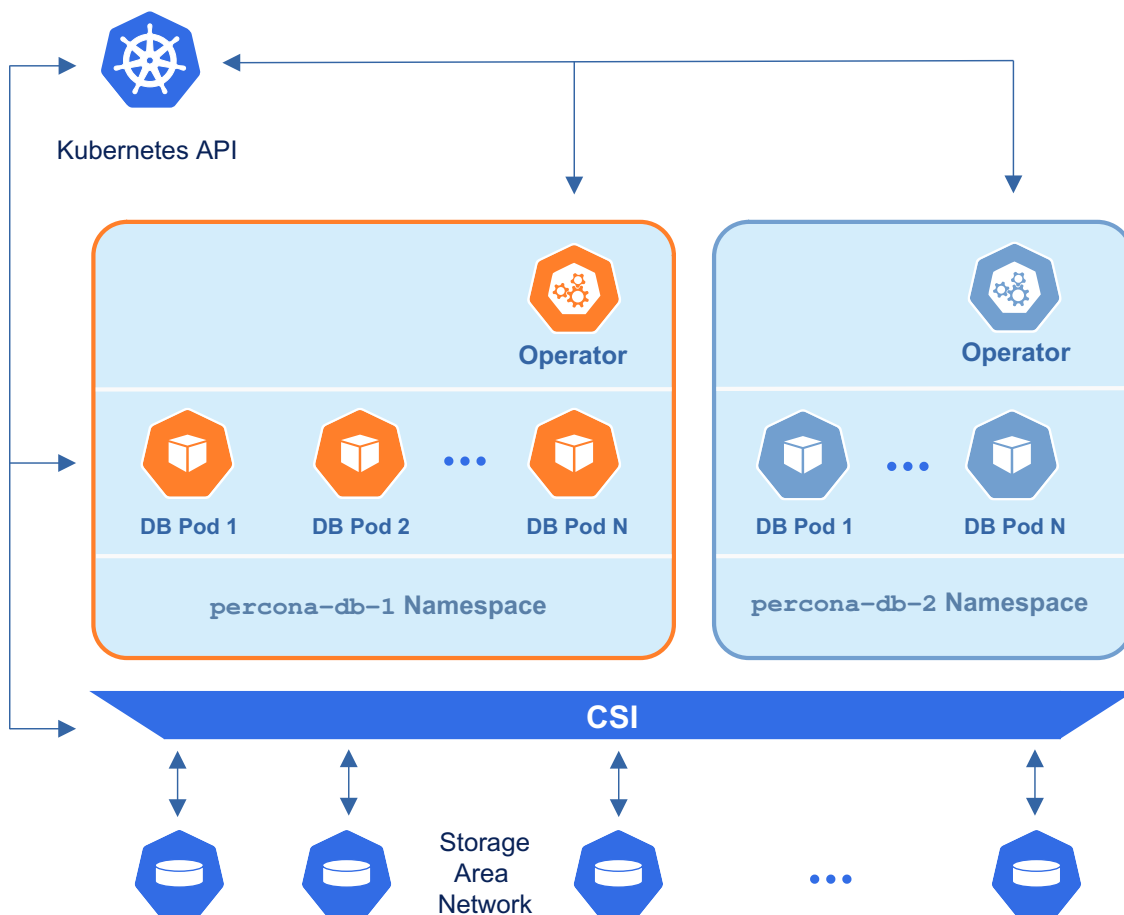 Kubernetes API
Operator
Operator
DB Pod 1
DB Pod 2
DB Pod N
DB Pod 1
DB Pod N
percona-db-1 Namespace
percona-db-2 Namespace
CSI
Storage
Area
Network